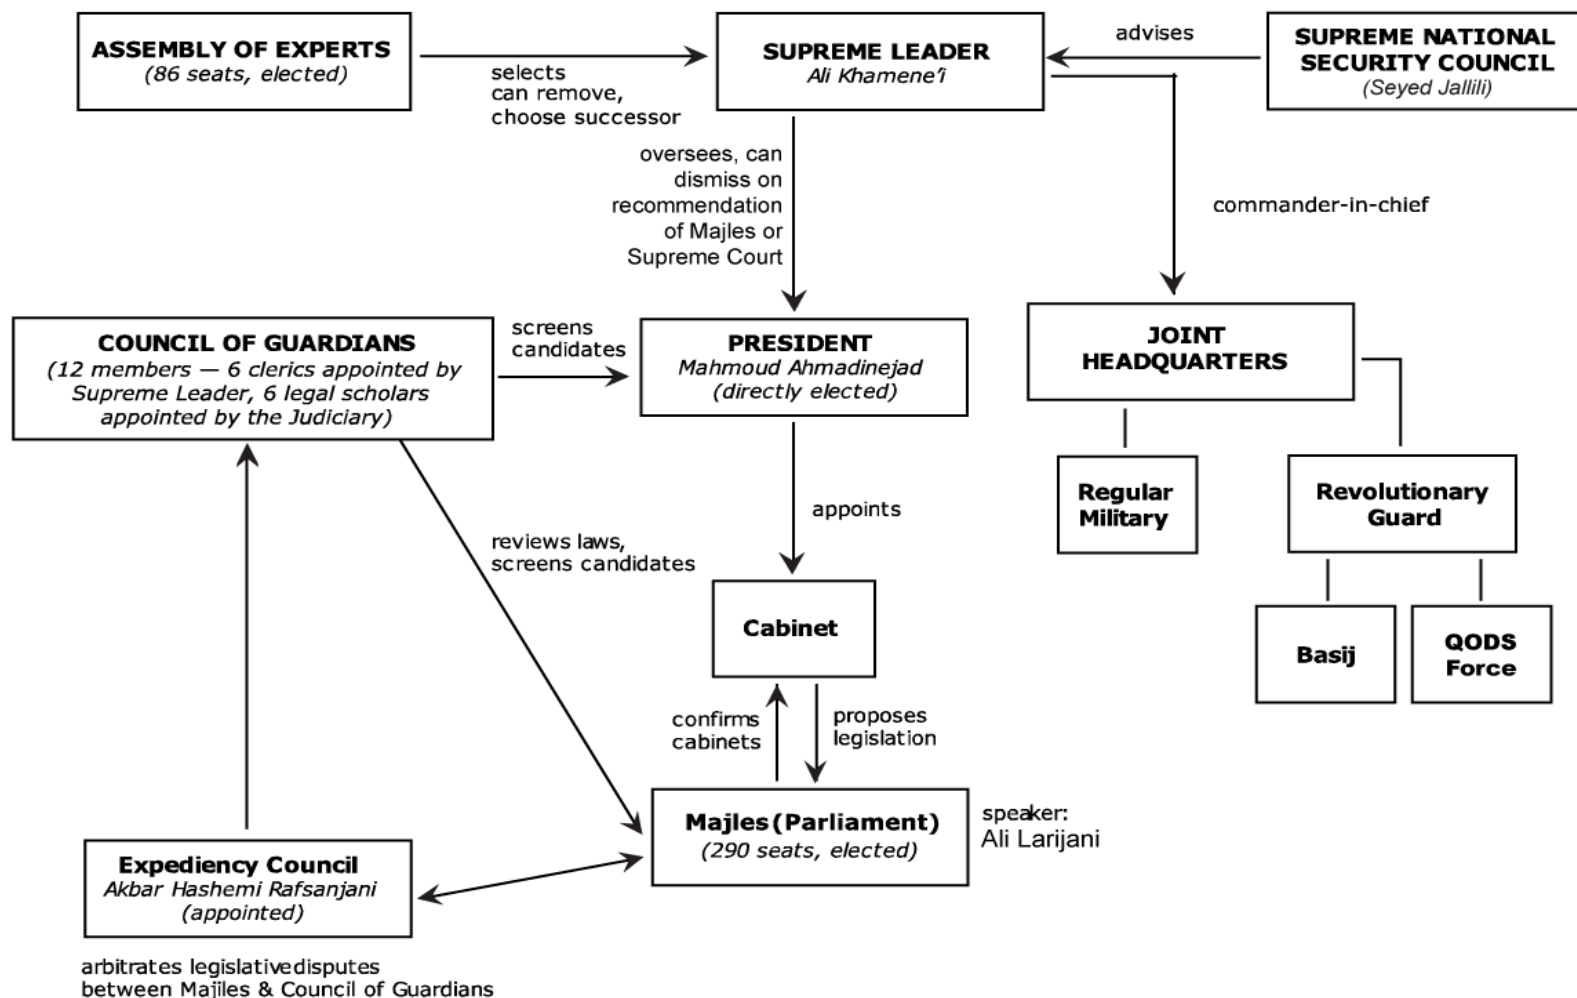 ASSEMBLY OF EXPERTS
(86 seats, elected)
selects
can remove,
choose successor
SUPREME LEADER
Ali Khamene'i
advises
SUPREME NATIONAL
SECURITY COUNCIL
(Seyed Jallili)
oversees, can
dismiss on
recommendation
of Majles or
Supreme Court
commander-in-chief
COUNCIL OF GUARDIANS
(12 members — 6 clerics appointed by
Supreme Leader, 6 legal scholars
appointed by the Judiciary)
screens
candidates
PRESIDENT
Mahmoud Ahmadinejad
(directly elected)
JOINT
HEADQUARTERS
Regular
Military
Revolutionary
Guard
appoints
reviews laws,
screens candidates
Cabinet
Basij
QODS
Force
confirms
cabinets
proposes
legislation
Majles (Parliament)
(290 seats, elected)
speaker:
Ali Larijani
Expediency Council
Akbar Hashemi Rafsanjani
(appointed)
arbitrates legislativedisputes
between Majiles & Council of Guardians